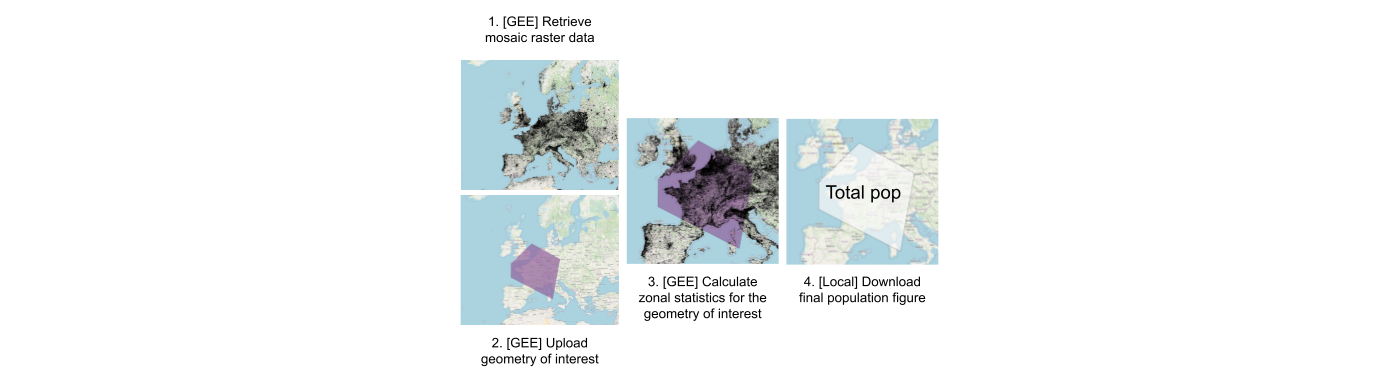 1. [GEE] Retrieve
mosaic raster data
2. [GEE] Upload
geometry of interest
3. [GEE] Calculate
zonal statistics for the
geometry of interest
Total pop
4. [Local] Download
final population figure